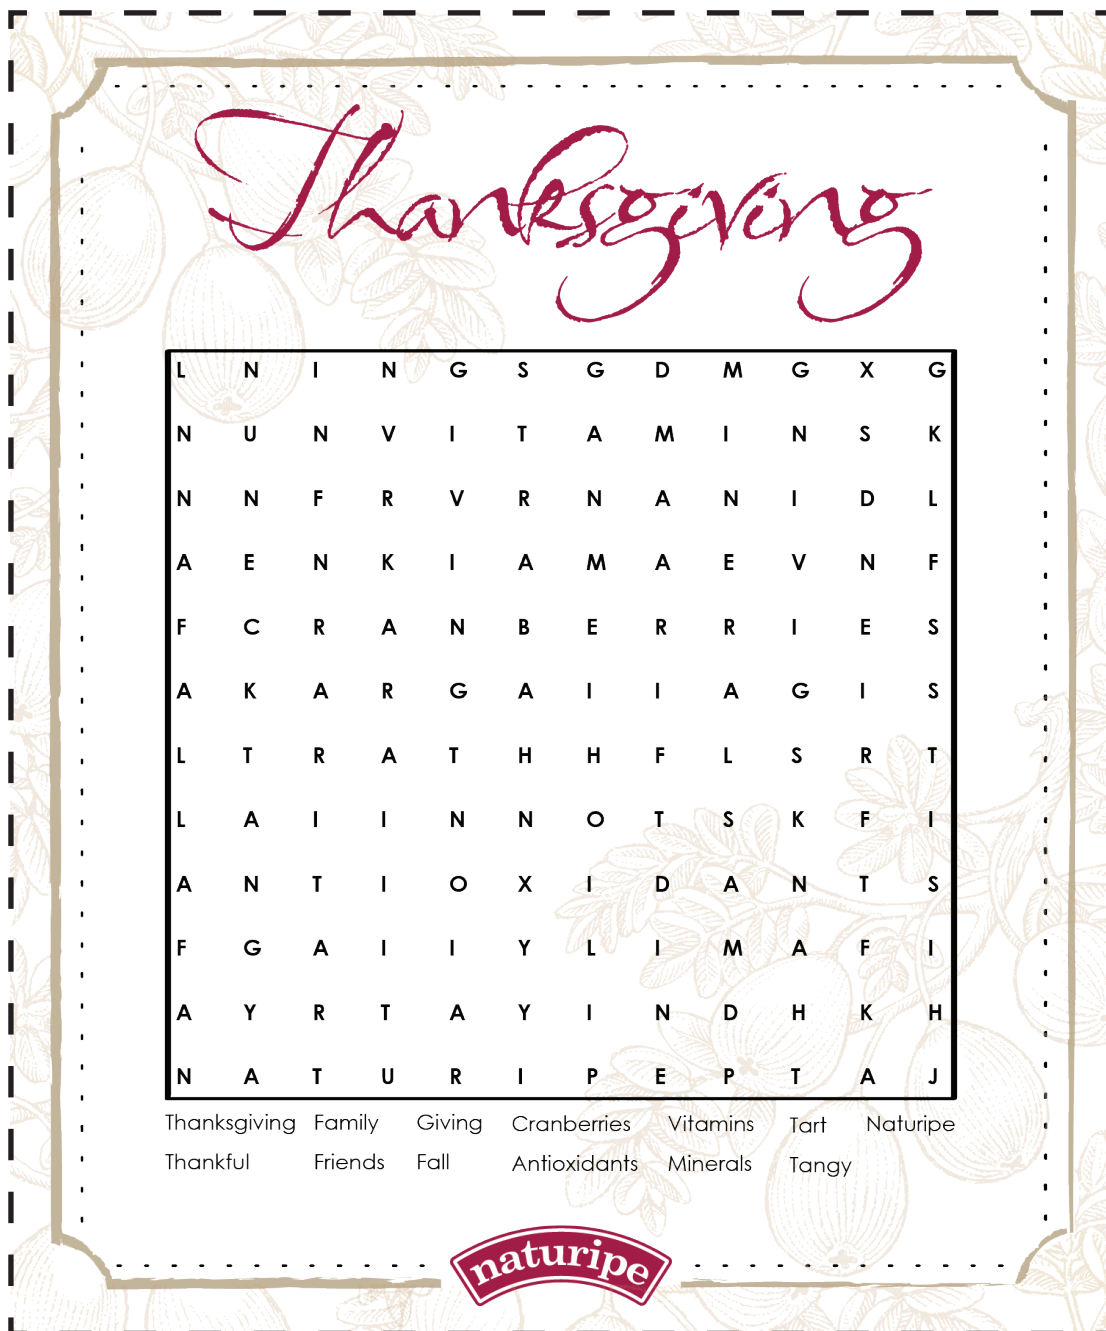 Thanksgiving
L N I N G S G D M G X G
N U N V I T A M I N S K
N N F R V R N A N I D L
A E N K I A M A E V N F
F C R A N B E R R I E S
A K A R G A I I A G I S
L T R A T H H F L S R T
L A I I N N O T S K F I
A N T I O X I D A N T S
F G A I I Y L I M A F I
A Y R T A Y I N D H K H
N A T U R I P E P T A J
Thanksgiving Family Giving Cranberries Vitamins Tart Naturipe
Thankful Friends Fall Antioxidants Minerals Tangy
naturipe